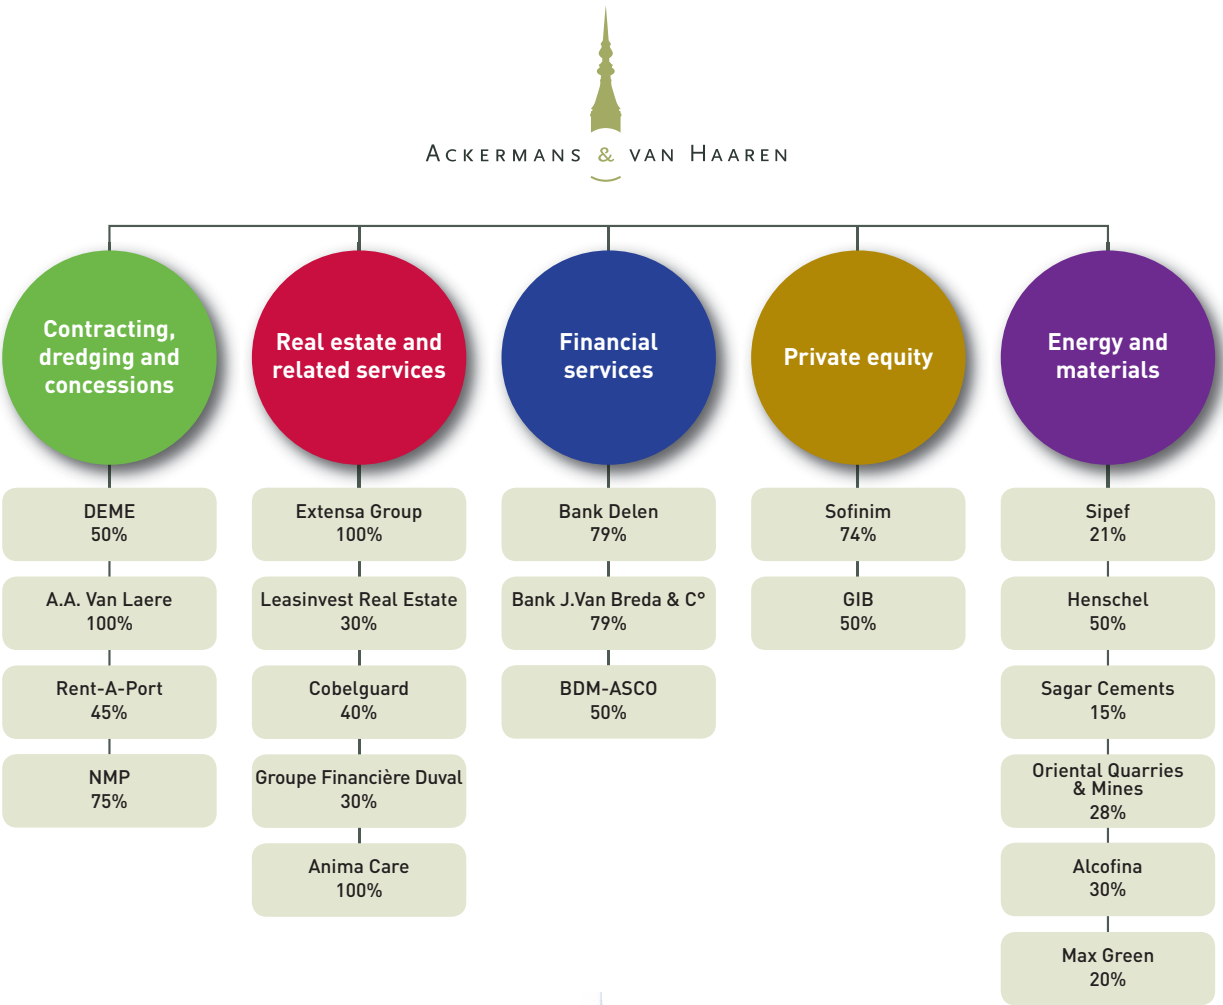 ACKERMANS & VAN HAAREN
Contracting,
dredging and
concessions
DEME
50%
A.A. Van Laere
100%
Rent-A-Port
45%
NMP
75%
Real estate and
related services
Extensa Group
100%
Leasinvest Real Estate
30%
Cobelguard
40%
Groupe Financière Duval
30%
Anima Care
100%
Financial
services
Bank Delen
79%
Bank J.Van Breda & C°
79%
BDM-ASCO
50%
Private equity
Sofinim
74%
GIB
50%
Energy and
materials
Sipef
21%
Henschel
50%
Sagar Cements
15%
Oriental Quarries
& Mines
28%
Alcofina
30%
Max Green
20%